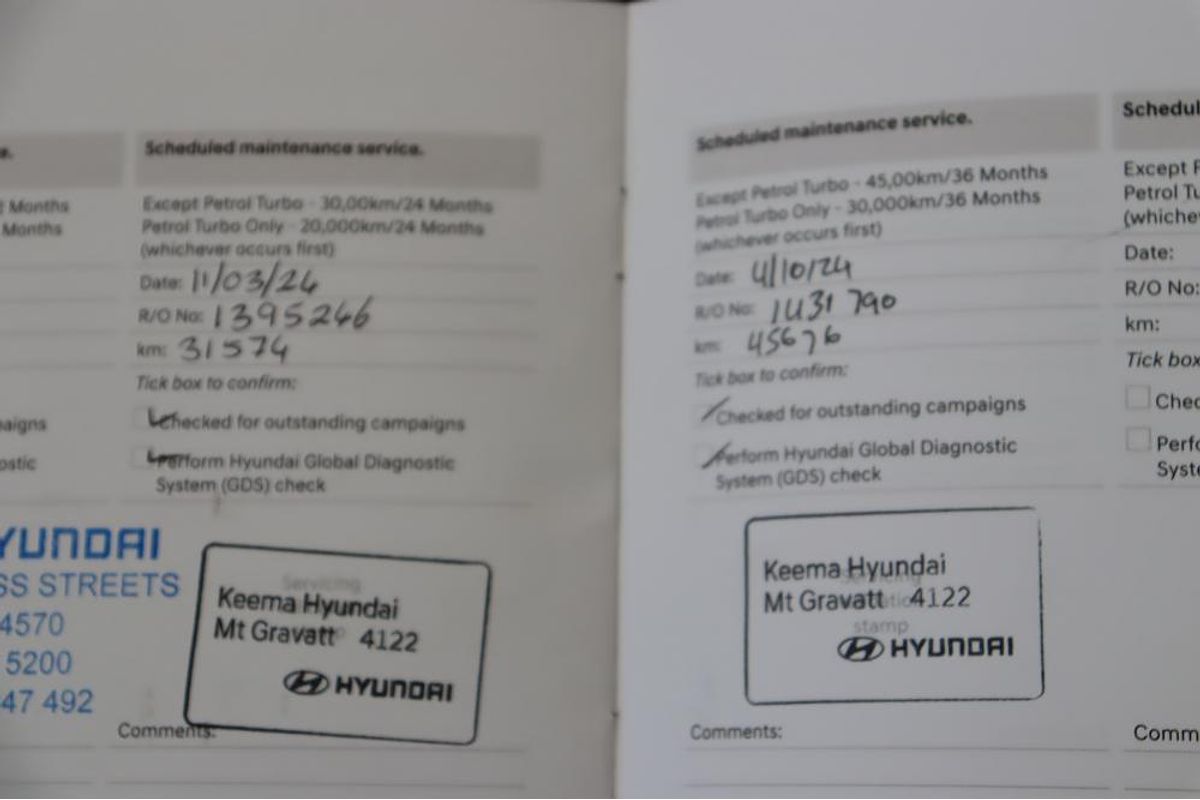 e.
Months
Months
aigns
ostic
YUNDAI
SS STREETS
4570
5200
47 492
Scheduled maintenance service.
Except Petrol Turbo - 30,00km/24 Months
Petrol Turbo Only - 20,000km/24 Months
(whichever occurs first)
Date: 11/03/24
R/O No: 1395246
km: 31574
Tick box to confirm:
Checked for outstanding campaigns
Perform Hyundai Global Diagnostic
System (GDS) check
Servicing
Keema Hyundai
Mt Gravatt 4122
HYUNDAI
Comments:
Scheduled maintenance service.
Except Petrol Turbo - 45,00km/36 Months
Petrol Turbo Only - 30,000km/36 Months
(whichever occurs first)
Date: 4/10/24
R/O No: 1431790
km: 45676
Tick box to confirm:
Checked for outstanding campaigns
Perform Hyundai Global Diagnostic
System (GDS) check
Keema Hyundai
Mt Gravatt 4122
stamp
HYUNDAI
Comments:
Schedul
Except P
Petrol Tu
(whichev
Date:
R/O No:
km:
Tick box
Chec
Perfo
Syste
Comm